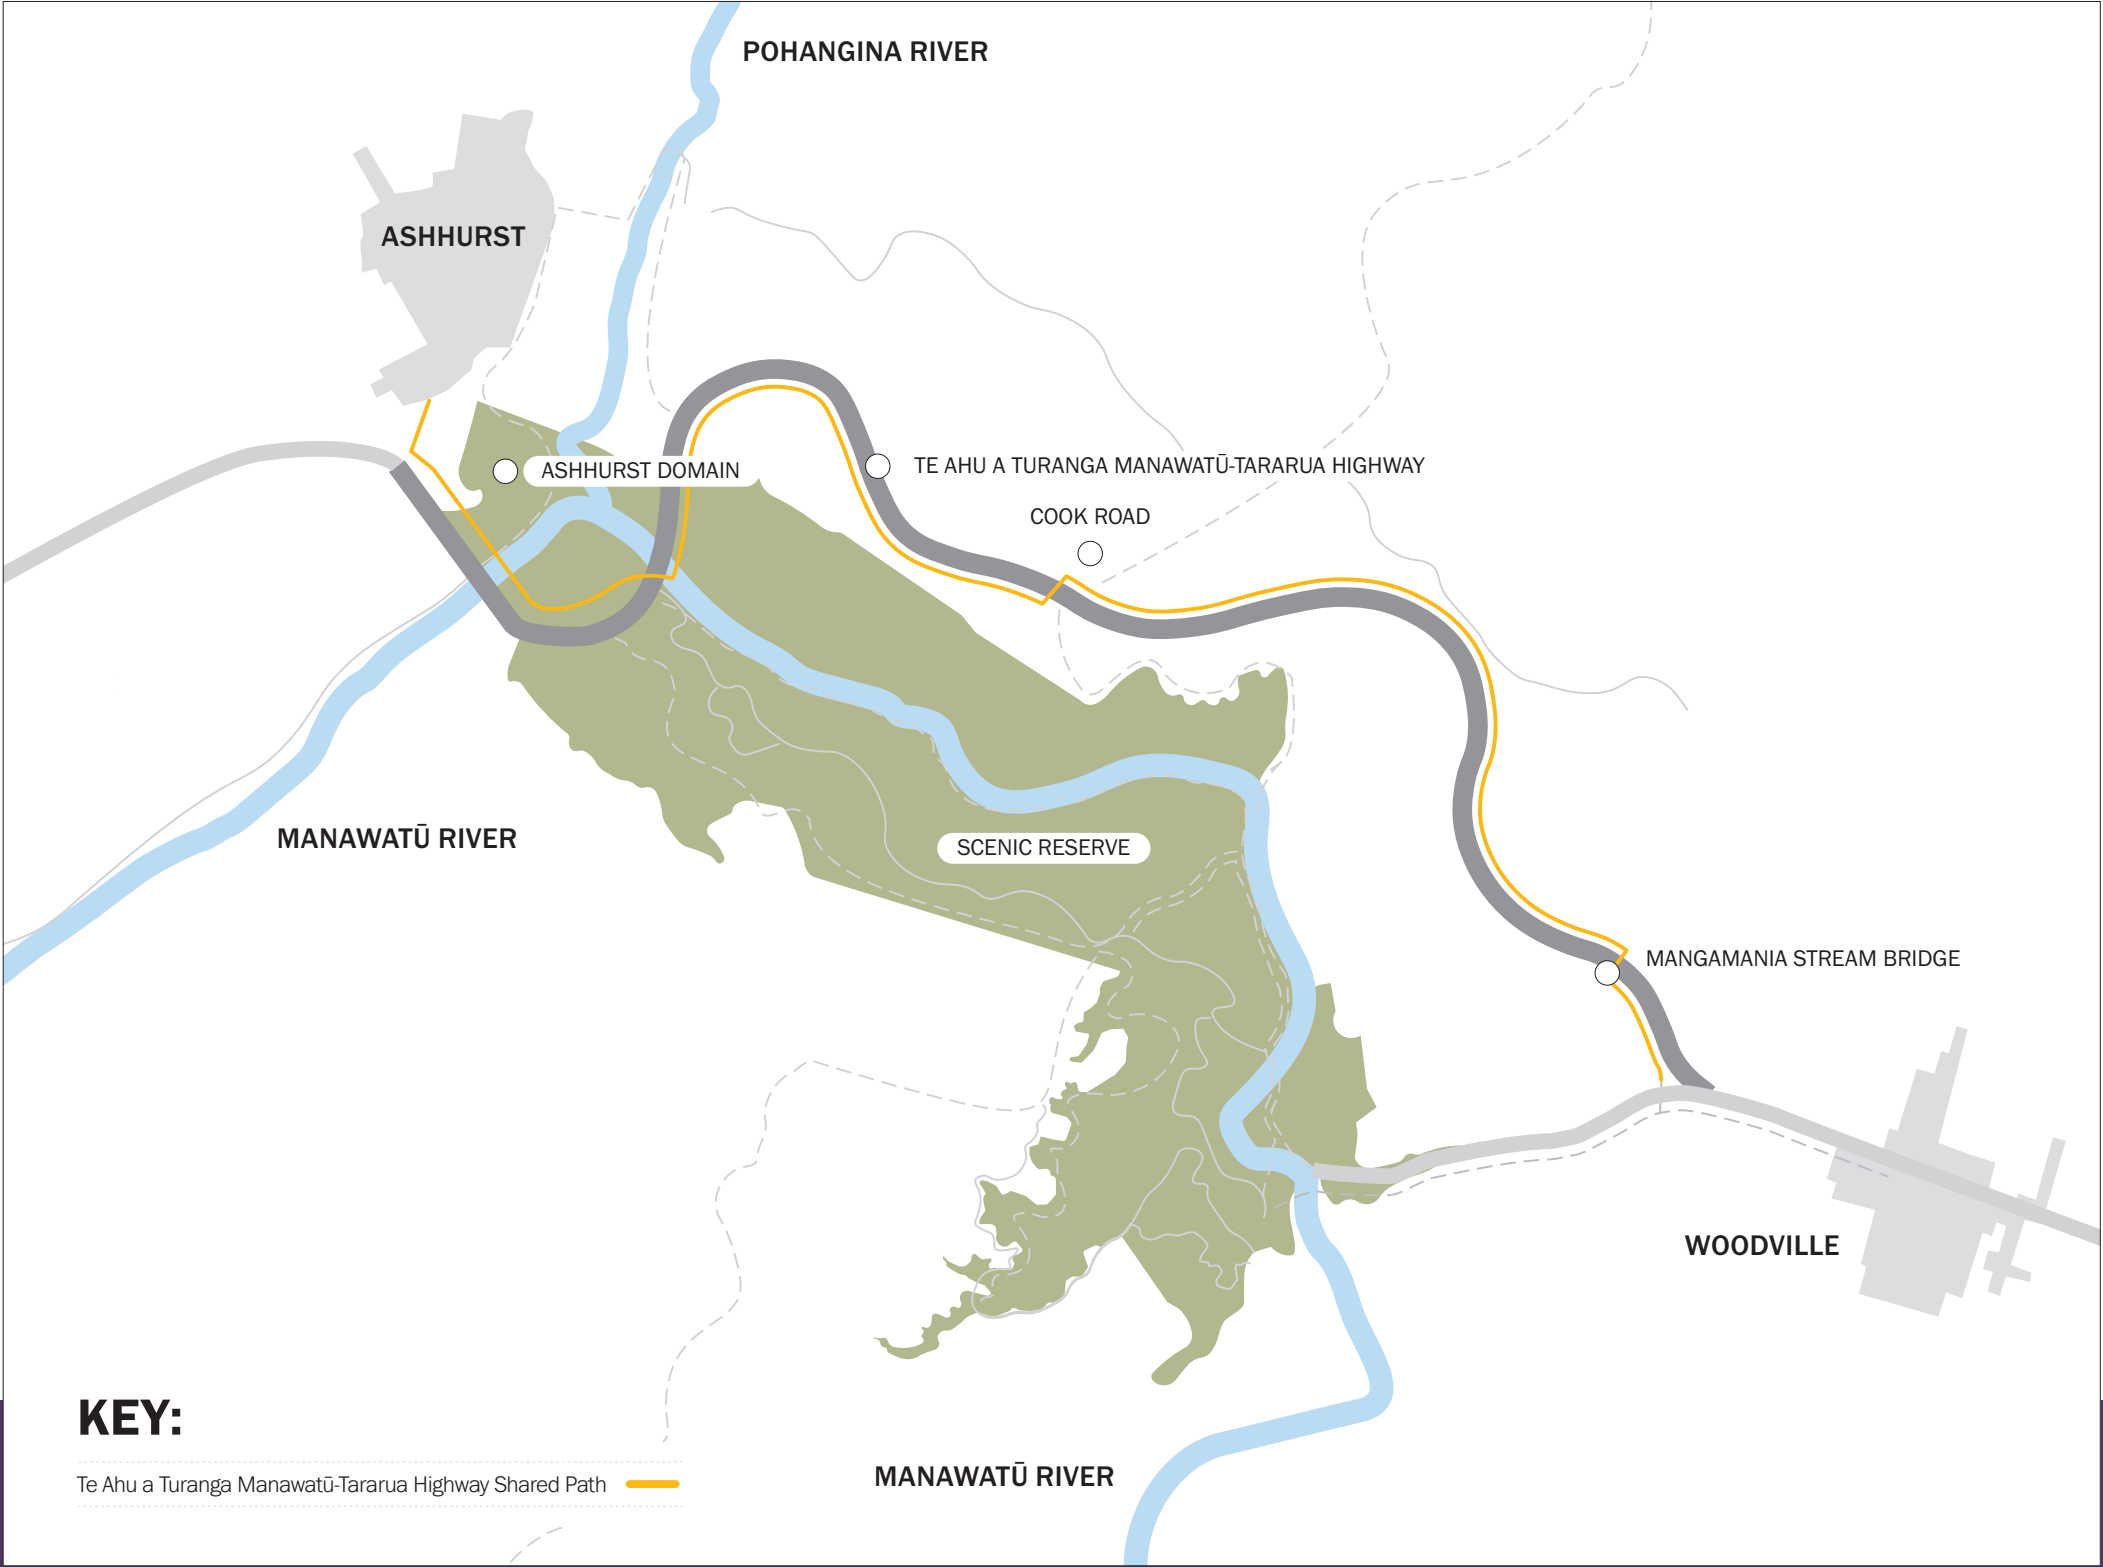 POHANGINA RIVER
ASHHURST
ASHHURST DOMAIN
TE AHU A TURANGA MANAWATŪ-TARARUA HIGHWAY
COOK ROAD
MANAWATŪ RIVER
SCENIC RESERVE
MANGAMANIA STREAM BRIDGE
WOODVILLE
KEY:
Te Ahu a Turanga Manawatū-Tararua Highway Shared Path
MANAWATŪ RIVER